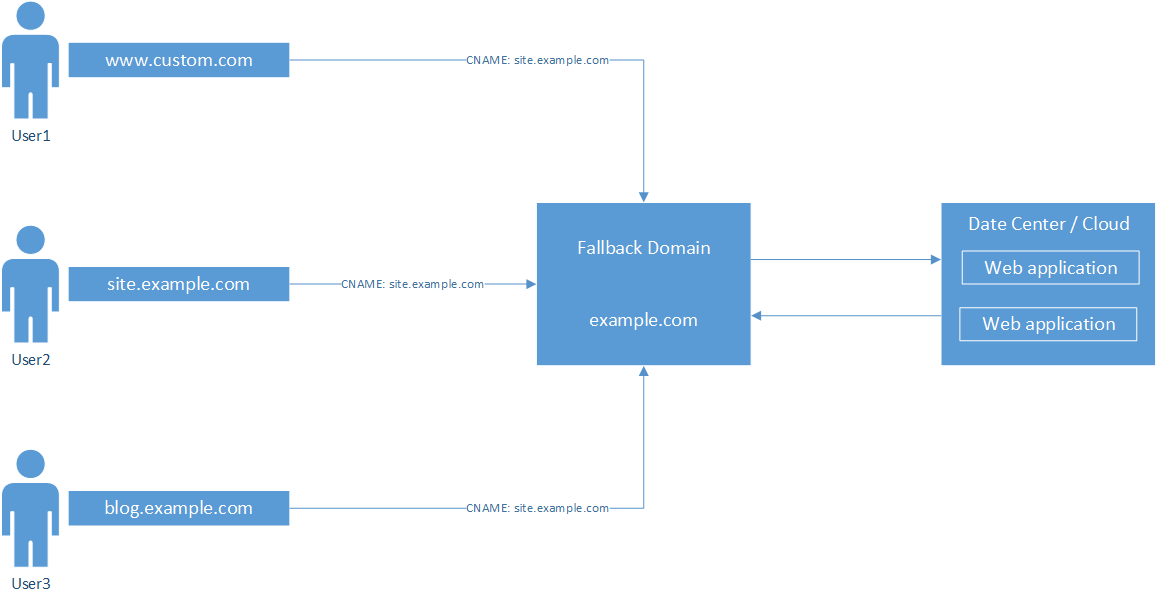 www.custom.com
CNAME: site.example.com
User1
Fallback Domain
example.com
Date Center / Cloud
Web application
Web application
site.example.com
CNAME: site.example.com
User2
blog.example.com
CNAME: site.example.com
User3